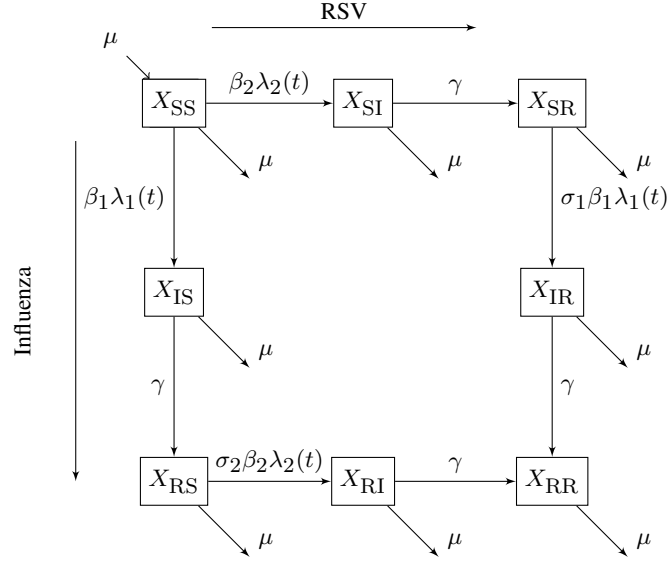 RSV
μ
X_SS
β₂λ₂(t)
X_SI
γ
X_SR
μ
μ
μ
β₁λ₁(t)
σ₁β₁λ₁(t)
Influenza
X_IS
X_IR
μ
μ
γ
γ
X_RS
σ₂β₂λ₂(t)
X_RI
γ
X_RR
μ
μ
μ